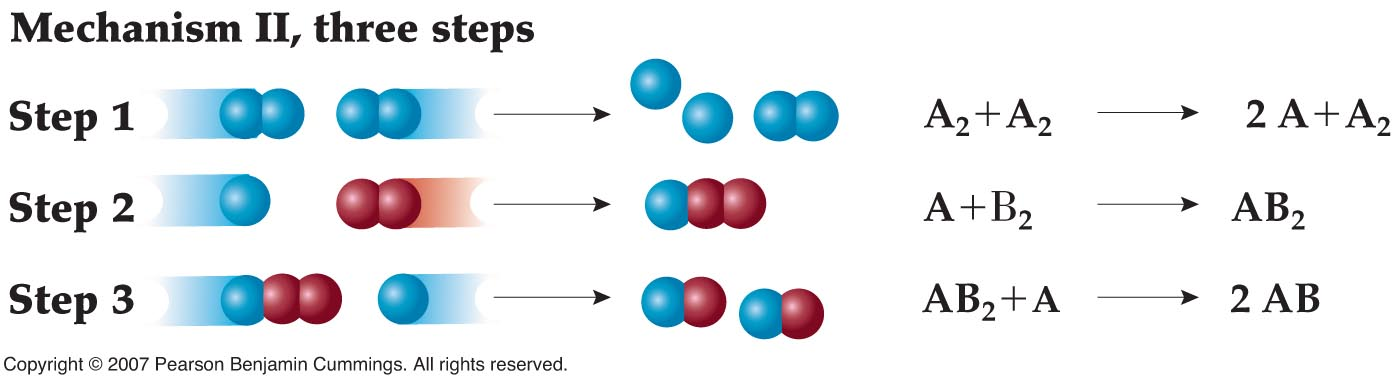 Mechanism II, three steps
Step 1 A₂+A₂ 2 A+A₂
Step 2 A+B₂ AB₂
Step 3 AB₂+A 2 AB
Copyright © 2007 Pearson Benjamin Cummings. All rights reserved.